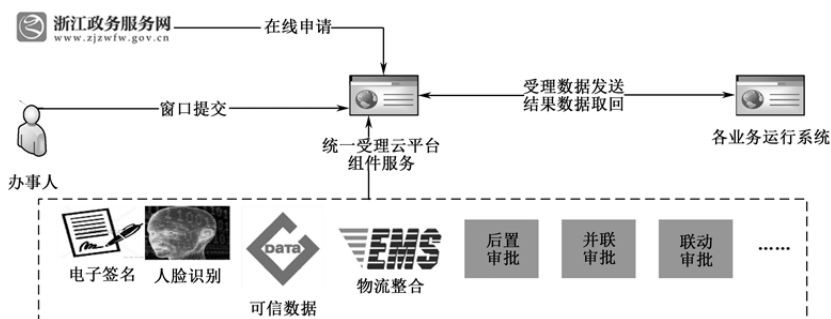 浙江政务服务网
www.zjzwfw.gov.cn
在线申请
窗口提交
受理数据发送
结果数据取回
统一受理云平台
组件服务
各业务运行系统
办事人
电子签名
人脸识别
DATA
可信数据
EMS
物流整合
后置
审批
并联
审批
联动
审批
……